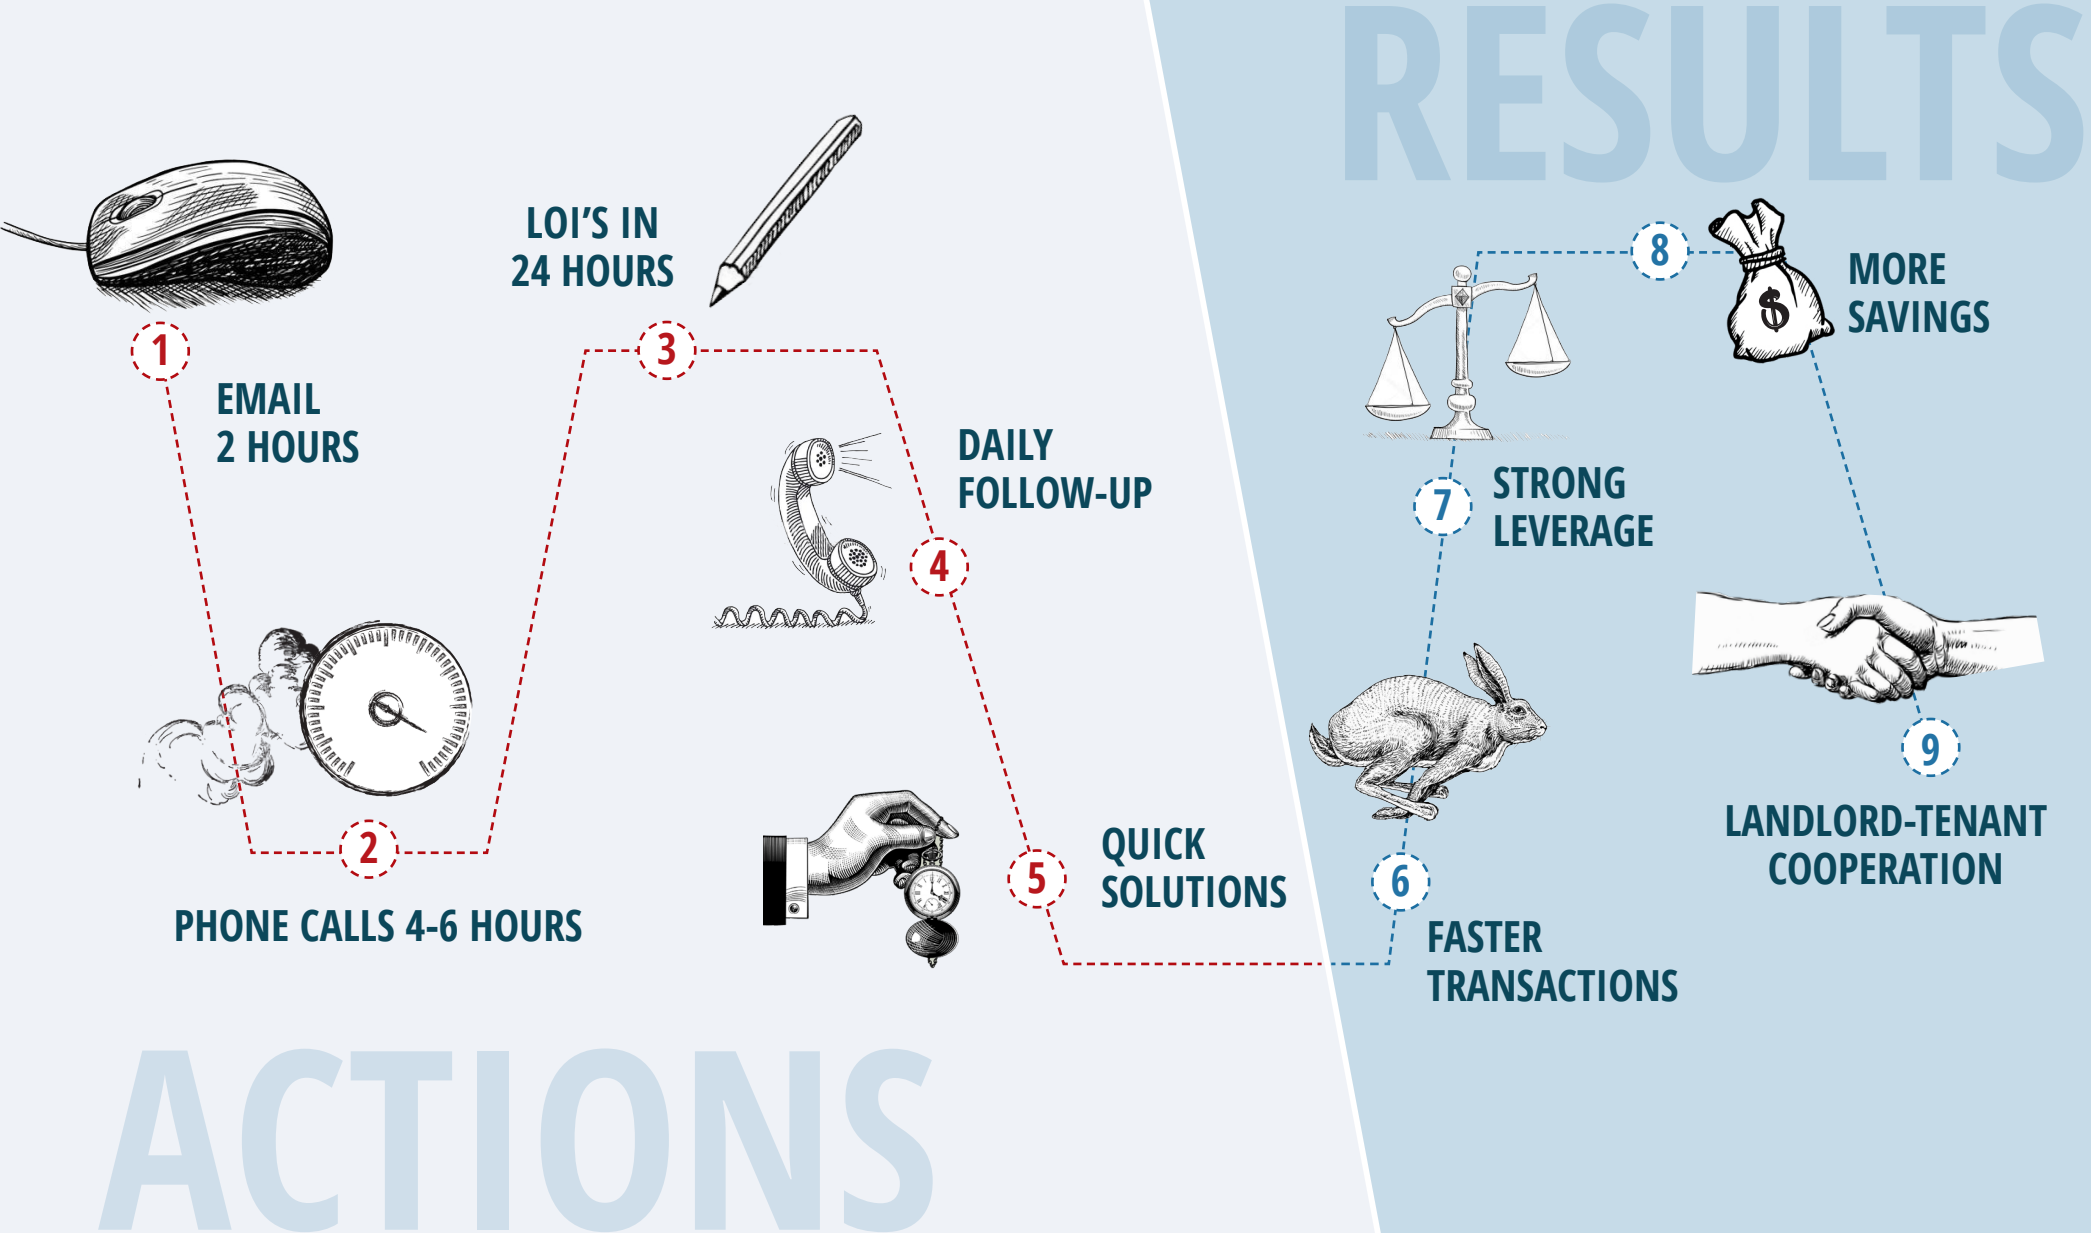 RESULTS
1
EMAIL
2 HOURS
2
PHONE CALLS 4-6 HOURS
LOI’S IN
24 HOURS
3
DAILY
FOLLOW-UP
4
5
QUICK
SOLUTIONS
6
FASTER
TRANSACTIONS
7
STRONG
LEVERAGE
8
$
MORE
SAVINGS
9
LANDLORD-TENANT
COOPERATION
ACTIONS